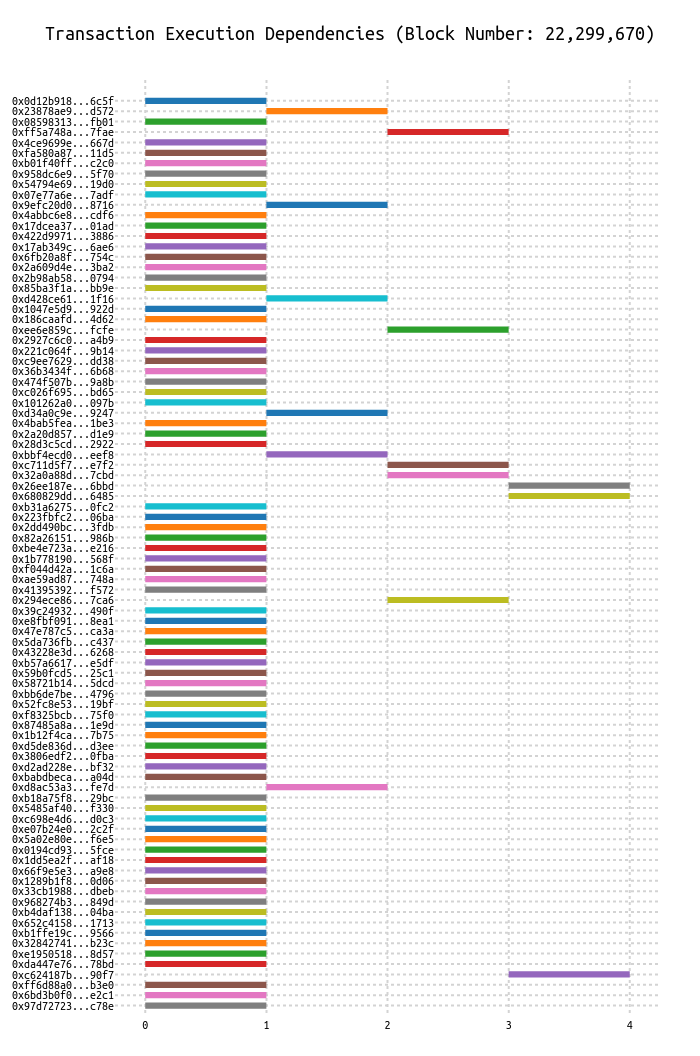 Transaction Execution Dependencies (Block Number: 22,299,670)
0x0d12b918...6c5f
0x23878ae9...d572
0x08598313...fb01
0xff5a748a...7fae
0x4ce9699e...667d
0xfa580a87...11d5
0xb01f40ff...c2c0
0x958dc6e9...5f70
0x54794e69...19d0
0x07e77a6e...7adf
0x9efc20d0...8716
0x4abbc6e8...cdf6
0x17dcea37...01ad
0x422d9971...3886
0x17ab349c...6ae6
0x6fb20a8f...754c
0x2a609d4e...3ba2
0x2b98ab58...0794
0x85ba3f1a...bb9e
0xd428ce61...1f16
0x1047e5d9...922d
0x186caafd...4d62
0xee6e859c...fcfe
0x2927c6c0...a4b9
0x221c064f...9b14
0xc9ee7629...dd38
0x36b3434f...6b68
0x474f507b...9a8b
0xc026f695...bd65
0x101262a0...097b
0xd34a0c9e...9247
0x4bab5fea...1be3
0x2a20d857...d1e9
0x28d3c5cd...2922
0xbbf4ecd0...eef8
0xc711d5f7...e7f2
0x32a0a88d...7cbd
0x26ee187e...6bbd
0x680829dd...6485
0xb31a6275...0fc2
0x223fbfc2...06ba
0x2dd490bc...3fdb
0x82a26151...986b
0xbe4e723a...e216
0x1b778190...568f
0xf044d42a...1c6a
0xae59ad87...748a
0x41395392...f572
0x294ece86...7ca6
0x39c24932...490f
0xe8fbf091...8ea1
0x47e787c5...ca3a
0x5da736fb...c437
0x43228e3d...6268
0xb57a6617...e5df
0x59b0fcd5...25c1
0x58721b14...5dcd
0xbb6de7be...4796
0x52fc8e53...19bf
0xf8325bcb...75f0
0x87485a8a...1e9d
0x1b12f4ca...7b75
0xd5de836d...d3ee
0x3806edf2...0fba
0xd2ad228e...bf32
0xbabdbeca...a04d
0xd8ac53a3...fe7d
0xb18a75f8...29bc
0x5485af40...f330
0xc698e4d6...d0c3
0xe07b24e0...2c2f
0x5a02e80e...f6e5
0x0194cd93...5fce
0x1dd5ea2f...af18
0x66f9e5e3...a9e8
0x1289b1f8...0d06
0x33cb1988...dbeb
0x968274b3...849d
0xb4daf138...04ba
0x652c4158...1713
0xb1ffe19c...9566
0x32842741...b23c
0xe1950518...8d57
0xda447e76...78bd
0xc624187b...90f7
0xff6d88a0...b3e0
0x6bd3b0f0...e2c1
0x97d72723...c78e
0 1 2 3 4